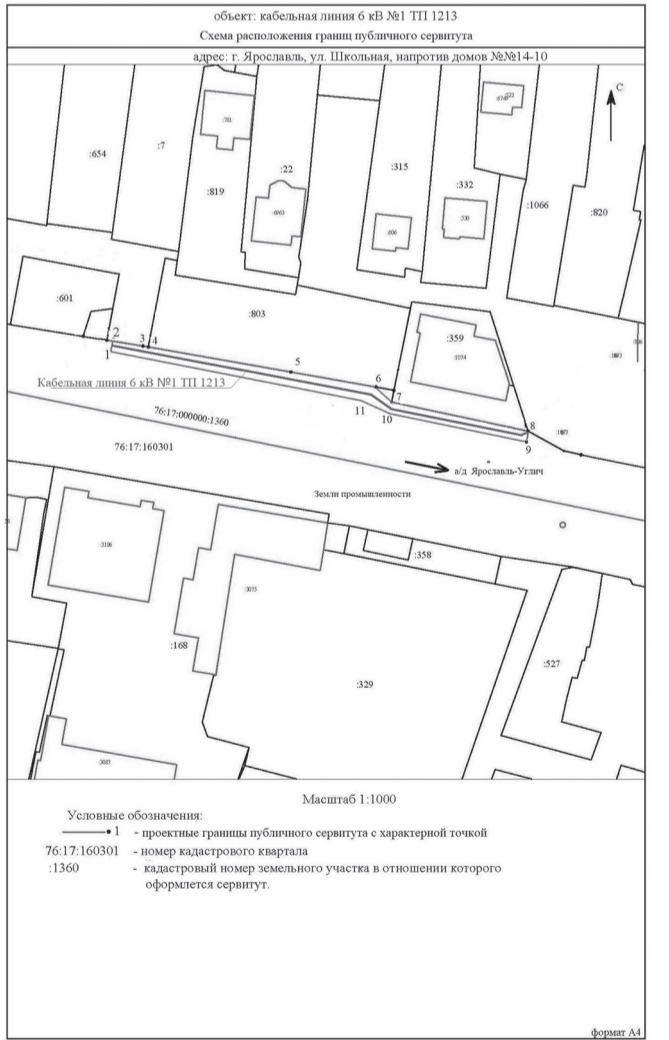 объект: кабельная линия 6 кВ №1 ТП 1213
Схема расположения границ публичного сервитута
адрес: г. Ярославль, ул. Школьная, напротив домов №№14-10
С
:654
:7
:819
:22
:315
:332
:1066
:820
:601
:803
:359
:1074
2
1
3 4
5
6
7
8
9
10
11
Кабельная линия 6 кВ №1 ТП 1213
76:17:000000:1360
76:17:160301
а/д Ярославль-Углич
Земли промышленности
:3106
:3075
:358
:168
:329
:527
:3083
Масштаб 1:1000
Условные обозначения:
1 - проектные границы публичного сервитута с характерной точкой
76:17:160301 - номер кадастрового квартала
:1360 - кадастровый номер земельного участка в отношении которого
оформлется сервитут.
формат А4